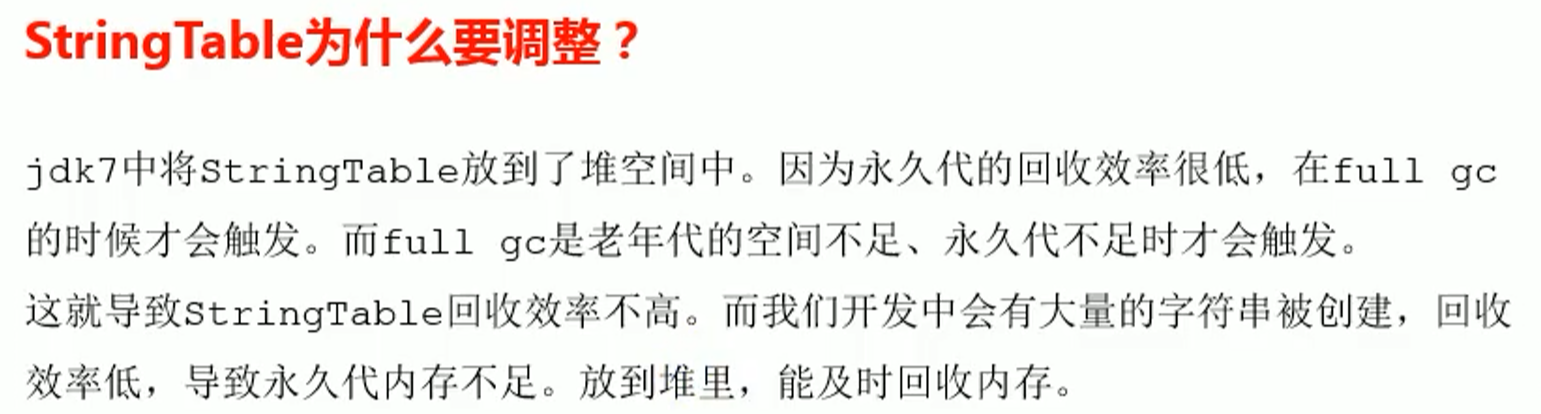 StringTable为什么要调整？
jdk7中将StringTable放到了堆空间中。因为永久代的回收效率很低，在full gc
的时候才会触发。而full gc是老年代的空间不足、永久代不足时才会触发。
这就导致StringTable回收效率不高。而我们开发中会有大量的字符串被创建，回收
效率低，导致永久代内存不足。放到堆里，能及时回收内存。